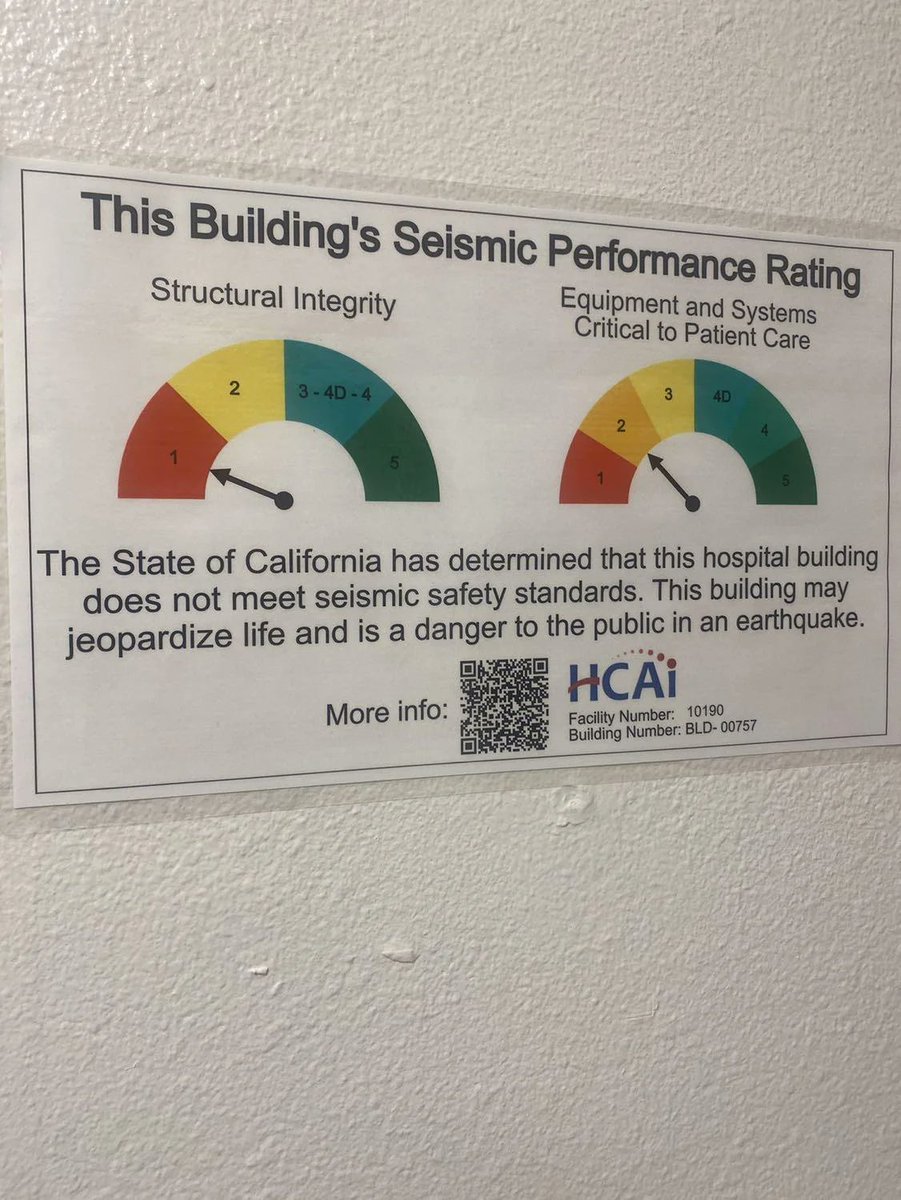 This Building's Seismic Performance Rating
Structural Integrity
1
2
3 - 4D - 4
5
Equipment and Systems
Critical to Patient Care
1
2
3
4D
4
5
The State of California has determined that this hospital building
does not meet seismic safety standards. This building may
jeopardize life and is a danger to the public in an earthquake.
More info:
HCAi
Facility Number: 10190
Building Number: BLD- 00757